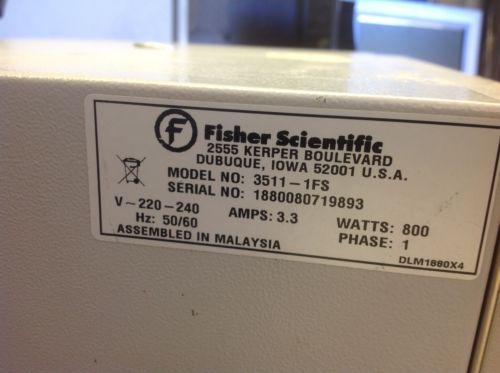 Fisher Scientific
2555 KERPER BOULEVARD
DUBUQUE, IOWA 52001 U.S.A.
MODEL NO: 3511-1FS
SERIAL NO: 1880080719893
V~220-240 AMPS: 3.3 WATTS: 800
Hz: 50/60 PHASE: 1
ASSEMBLED IN MALAYSIA
DLM1880X4